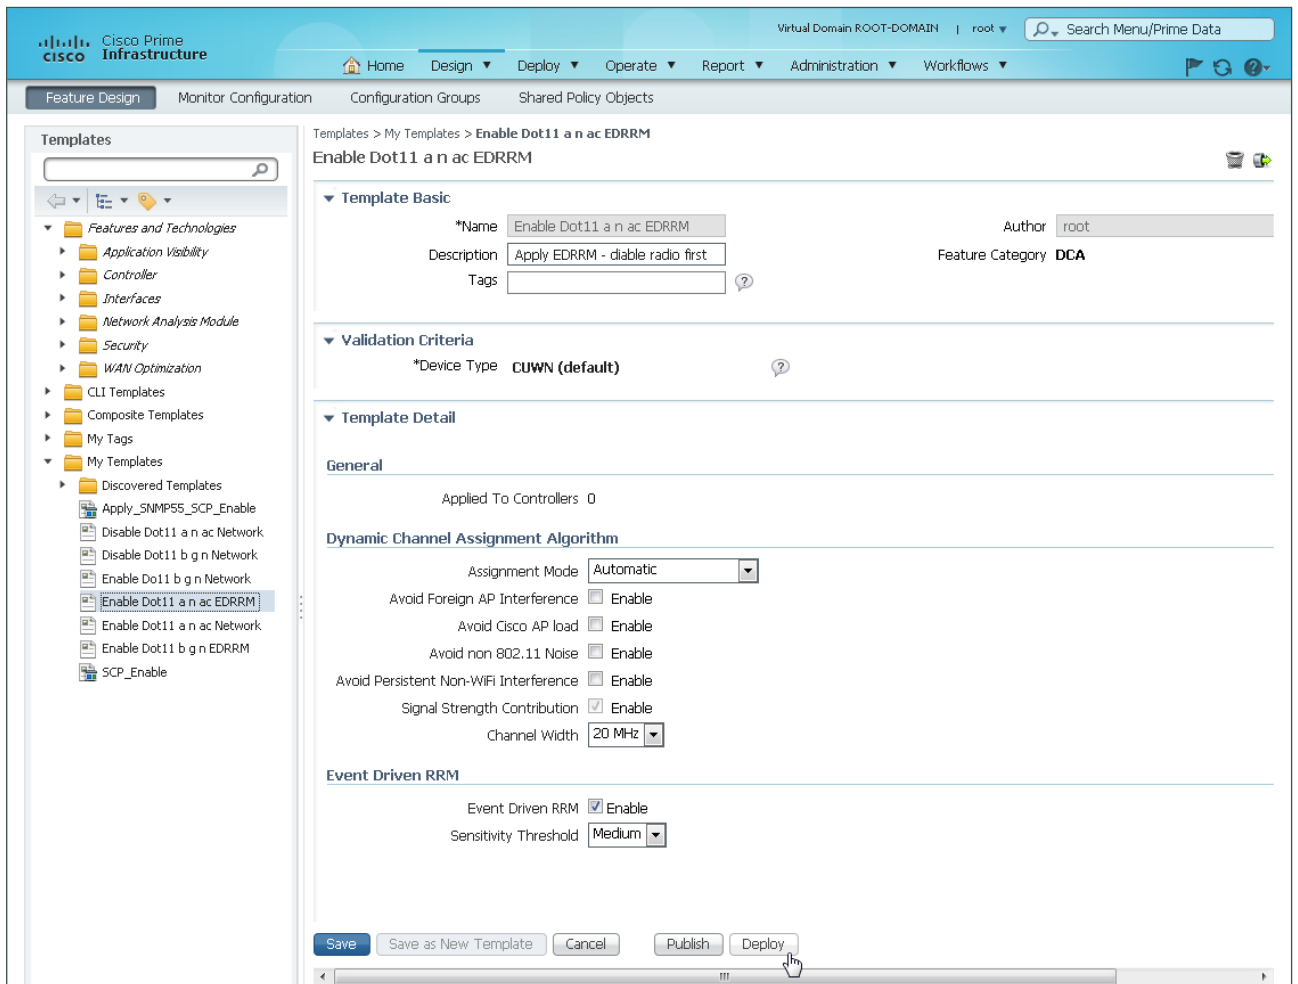 Virtual Domain ROOT-DOMAIN | root ▼ Search Menu/Prime Data
cisco Cisco Prime Infrastructure
Home Design ▼ Deploy ▼ Operate ▼ Report ▼ Administration ▼ Workflows ▼
Feature Design Monitor Configuration Configuration Groups Shared Policy Objects
Templates
Features and Technologies
Application Visibility
Controller
Interfaces
Network Analysis Module
Security
WAN Optimization
CLI Templates
Composite Templates
My Tags
My Templates
Discovered Templates
Apply_SNMP55_SCP_Enable
Disable Dot11 a n ac Network
Disable Dot11 b g n Network
Enable Do11 b g n Network
Enable Dot11 a n ac EDRRM
Enable Dot11 a n ac Network
Enable Dot11 b g n EDRRM
SCP_Enable
Templates > My Templates > Enable Dot11 a n ac EDRRM
Enable Dot11 a n ac EDRRM
Template Basic
*Name Enable Dot11 a n ac EDRRM Author root
Description Apply EDRRM - diable radio first Feature Category DCA
Tags ?
Validation Criteria
*Device Type CUWN (default) ?
Template Detail
General
Applied To Controllers 0
Dynamic Channel Assignment Algorithm
Assignment Mode Automatic
Avoid Foreign AP Interference Enable
Avoid Cisco AP load Enable
Avoid non 802.11 Noise Enable
Avoid Persistent Non-WiFi Interference Enable
Signal Strength Contribution Enable
Channel Width 20 MHz
Event Driven RRM
Event Driven RRM Enable
Sensitivity Threshold Medium
Save Save as New Template Cancel Publish Deploy